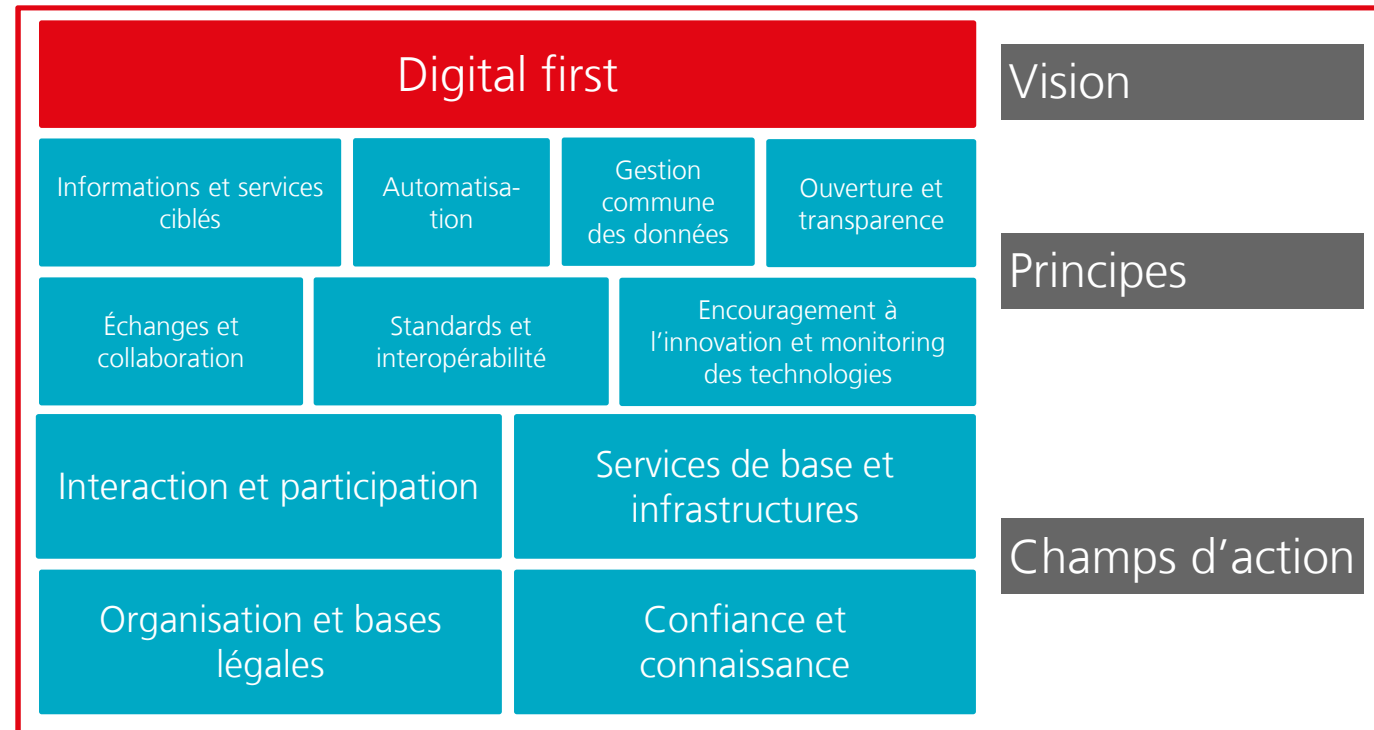 Digital first
Vision
Informations et services
ciblés
Automatisa-
tion
Gestion
commune
des données
Ouverture et
transparence
Principes
Échanges et
collaboration
Standards et
interopérabilité
Encouragement à
l’innovation et monitoring
des technologies
Interaction et participation
Services de base et
infrastructures
Champs d’action
Organisation et bases
légales
Confiance et
connaissance